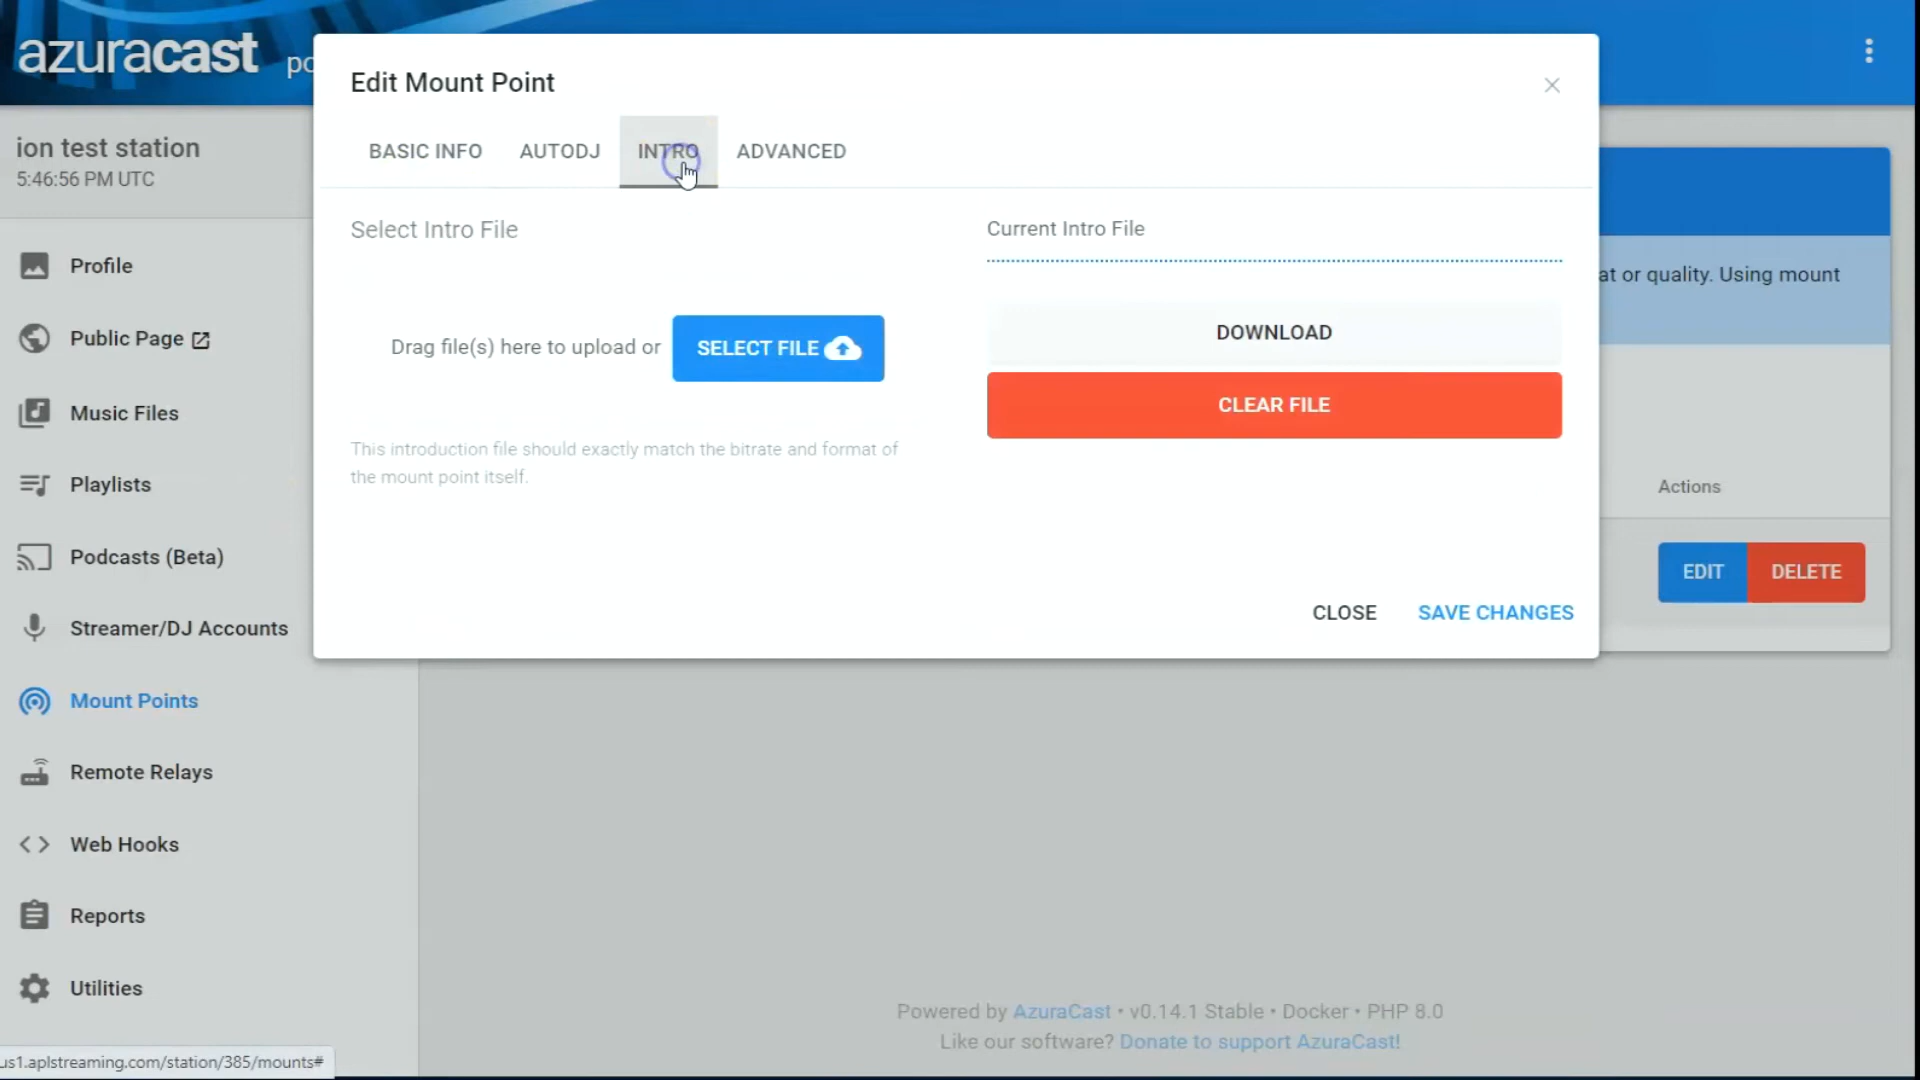 azuracast
Edit Mount Point
BASIC INFO
AUTODJ
INTRO
ADVANCED
ion test station
5:46:56 PM UTC
Profile
Public Page
Music Files
Playlists
Podcasts (Beta)
Streamer/DJ Accounts
Mount Points
Remote Relays
Web Hooks
Reports
Utilities
Select Intro File
Drag file(s) here to upload or
SELECT FILE
This introduction file should exactly match the bitrate and format of
the mount point itself.
Current Intro File
DOWNLOAD
CLEAR FILE
CLOSE
SAVE CHANGES
at or quality. Using mount
Actions
EDIT
DELETE
Powered by AzuraCast • v0.14.1 Stable • Docker • PHP 8.0
Like our software? Donate to support AzuraCast!
us1.aplstreaming.com/station/385/mounts#